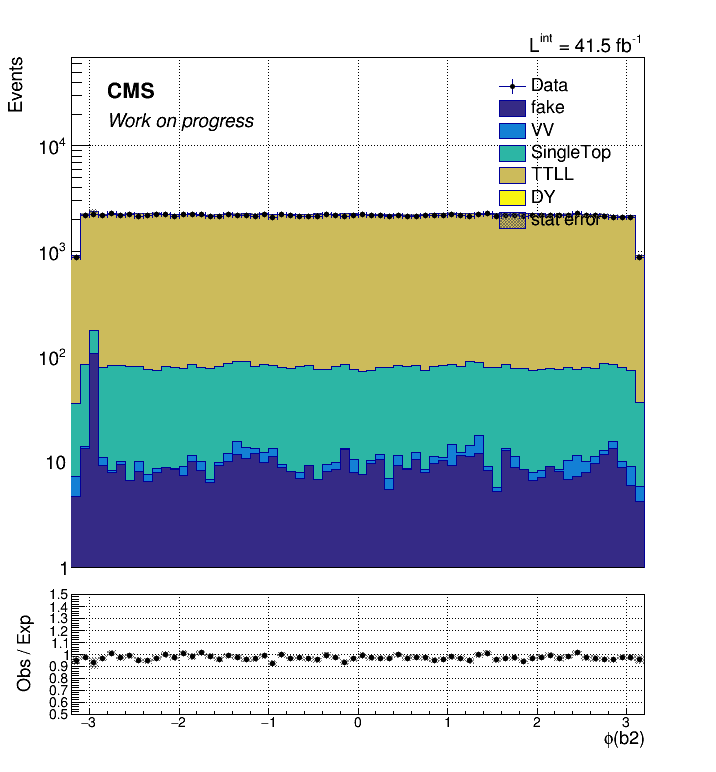 L^int = 41.5 fb^-1
Events
CMS
Work on progress
Data
fake
VV
SingleTop
TTLL
DY
stat error
10^4
10^3
10^2
10
1
Obs / Exp
1.5
1.4
1.3
1.2
1.1
1
0.9
0.8
0.7
0.6
0.5
−3 −2 −1 0 1 2 3
ϕ(b2)